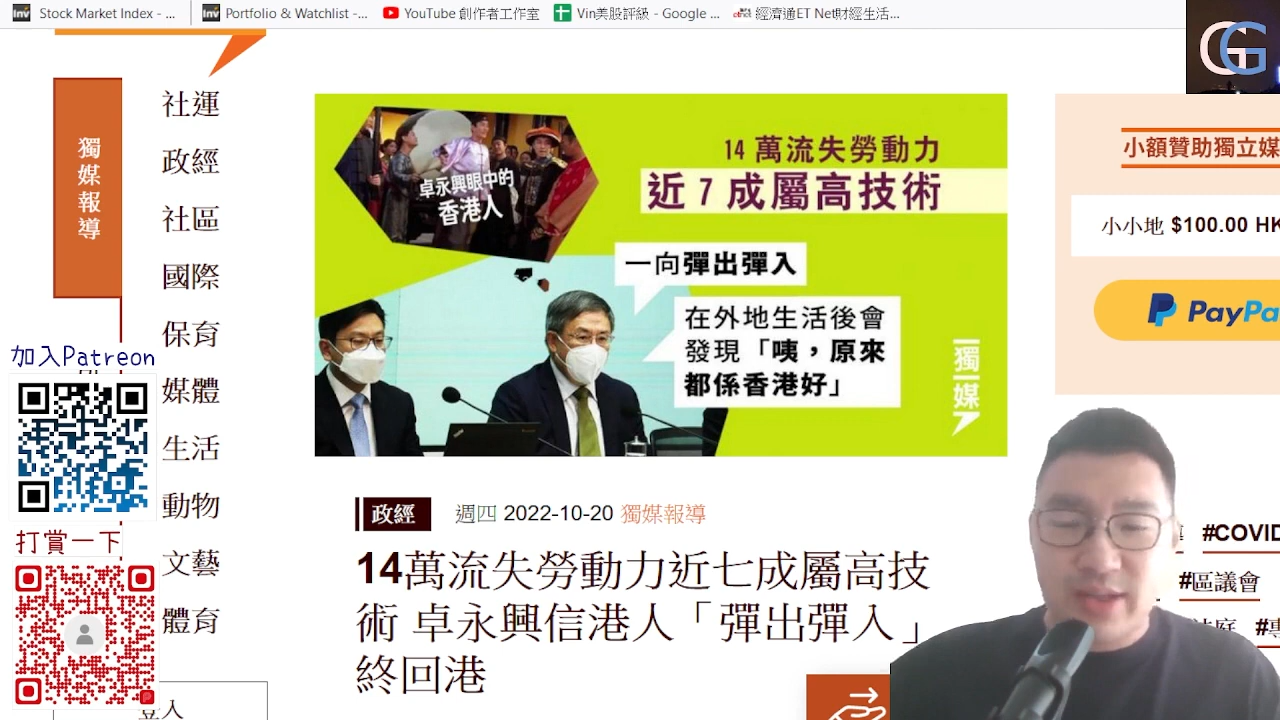 Stock Market Index - ...
Portfolio & Watchlist -...
YouTube 創作者工作室
Vin美股評級 - Google ...
經濟通ET Net財經生活...
GG
獨媒報導
社運
政經
社區
國際
保育
媒體
生活
動物
文藝
體育
登入
加入Patreon
打賞一下
卓永興眼中的
香港人
14 萬流失勞動力
近 7 成屬高技術
一向彈出彈入
在外地生活後會
發現「咦，原來
都係香港好」
獨媒
政經
週四 2022-10-20 獨媒報導
14萬流失勞動力近七成屬高技
術 卓永興信港人「彈出彈入」
終回港
小額贊助獨立媒
小小地 $100.00 HK
PayPa
#COVID
#區議會